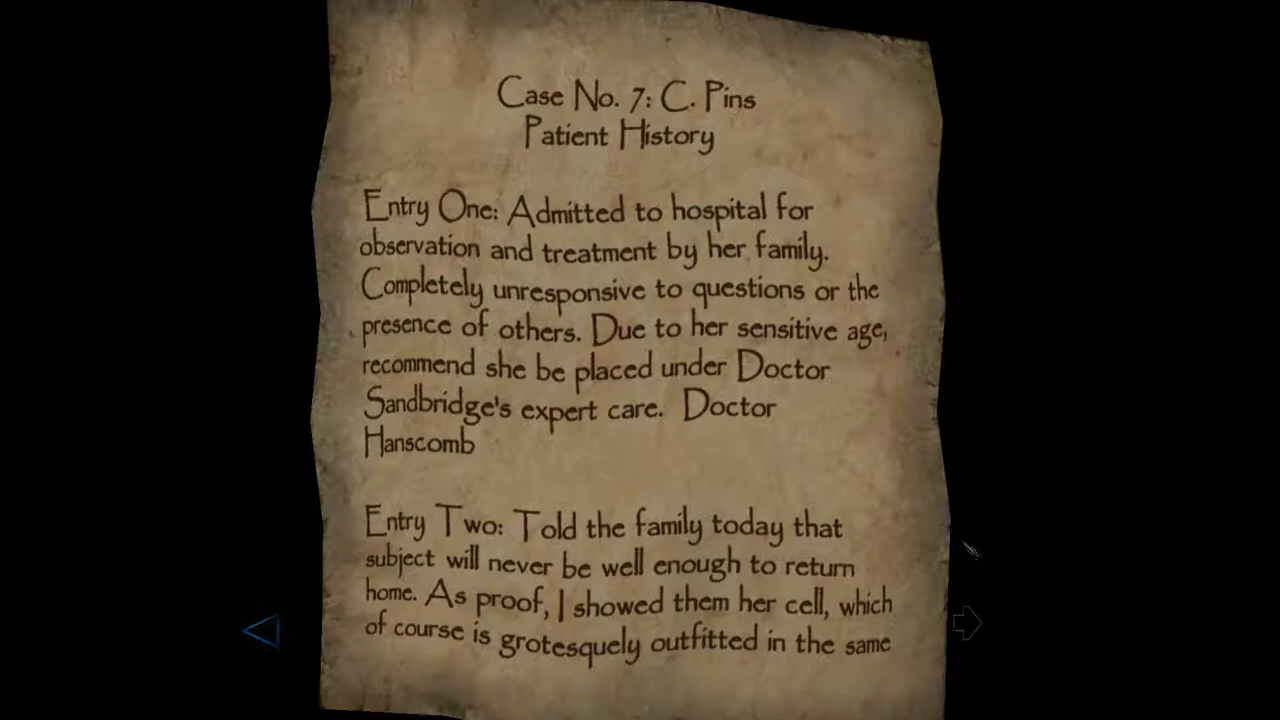 Case No. 7: C. Pins
Patient History
Entry One: Admitted to hospital for
observation and treatment by her family.
Completely unresponsive to questions or the
presence of others. Due to her sensitive age,
recommend she be placed under Doctor
Sandbridge's expert care. Doctor
Hanscomb
Entry Two: Told the family today that
subject will never be well enough to return
home. As proof, I showed them her cell, which
of course is grotesquely outfitted in the same